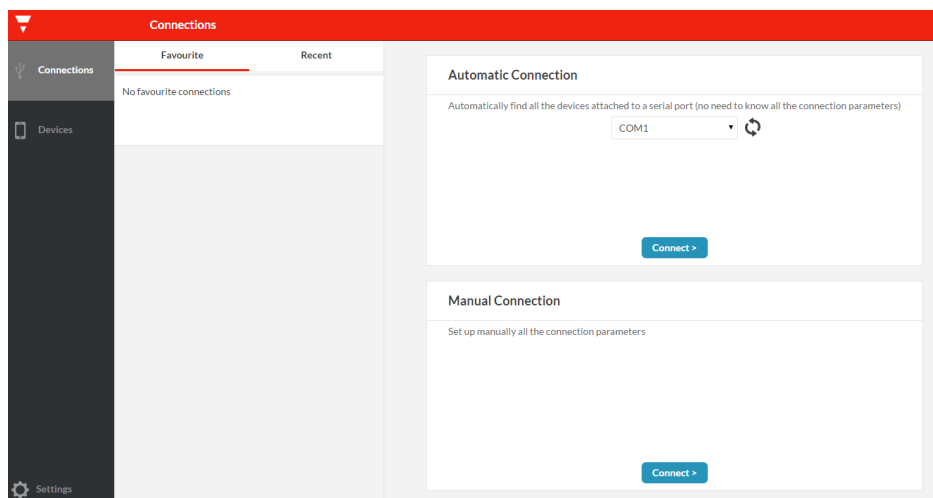 Connections
Connections
Devices
Settings
Favourite
Recent
No favourite connections
Automatic Connection
Automatically find all the devices attached to a serial port (no need to know all the connection parameters)
COM1
Connect >
Manual Connection
Set up manually all the connection parameters
Connect >